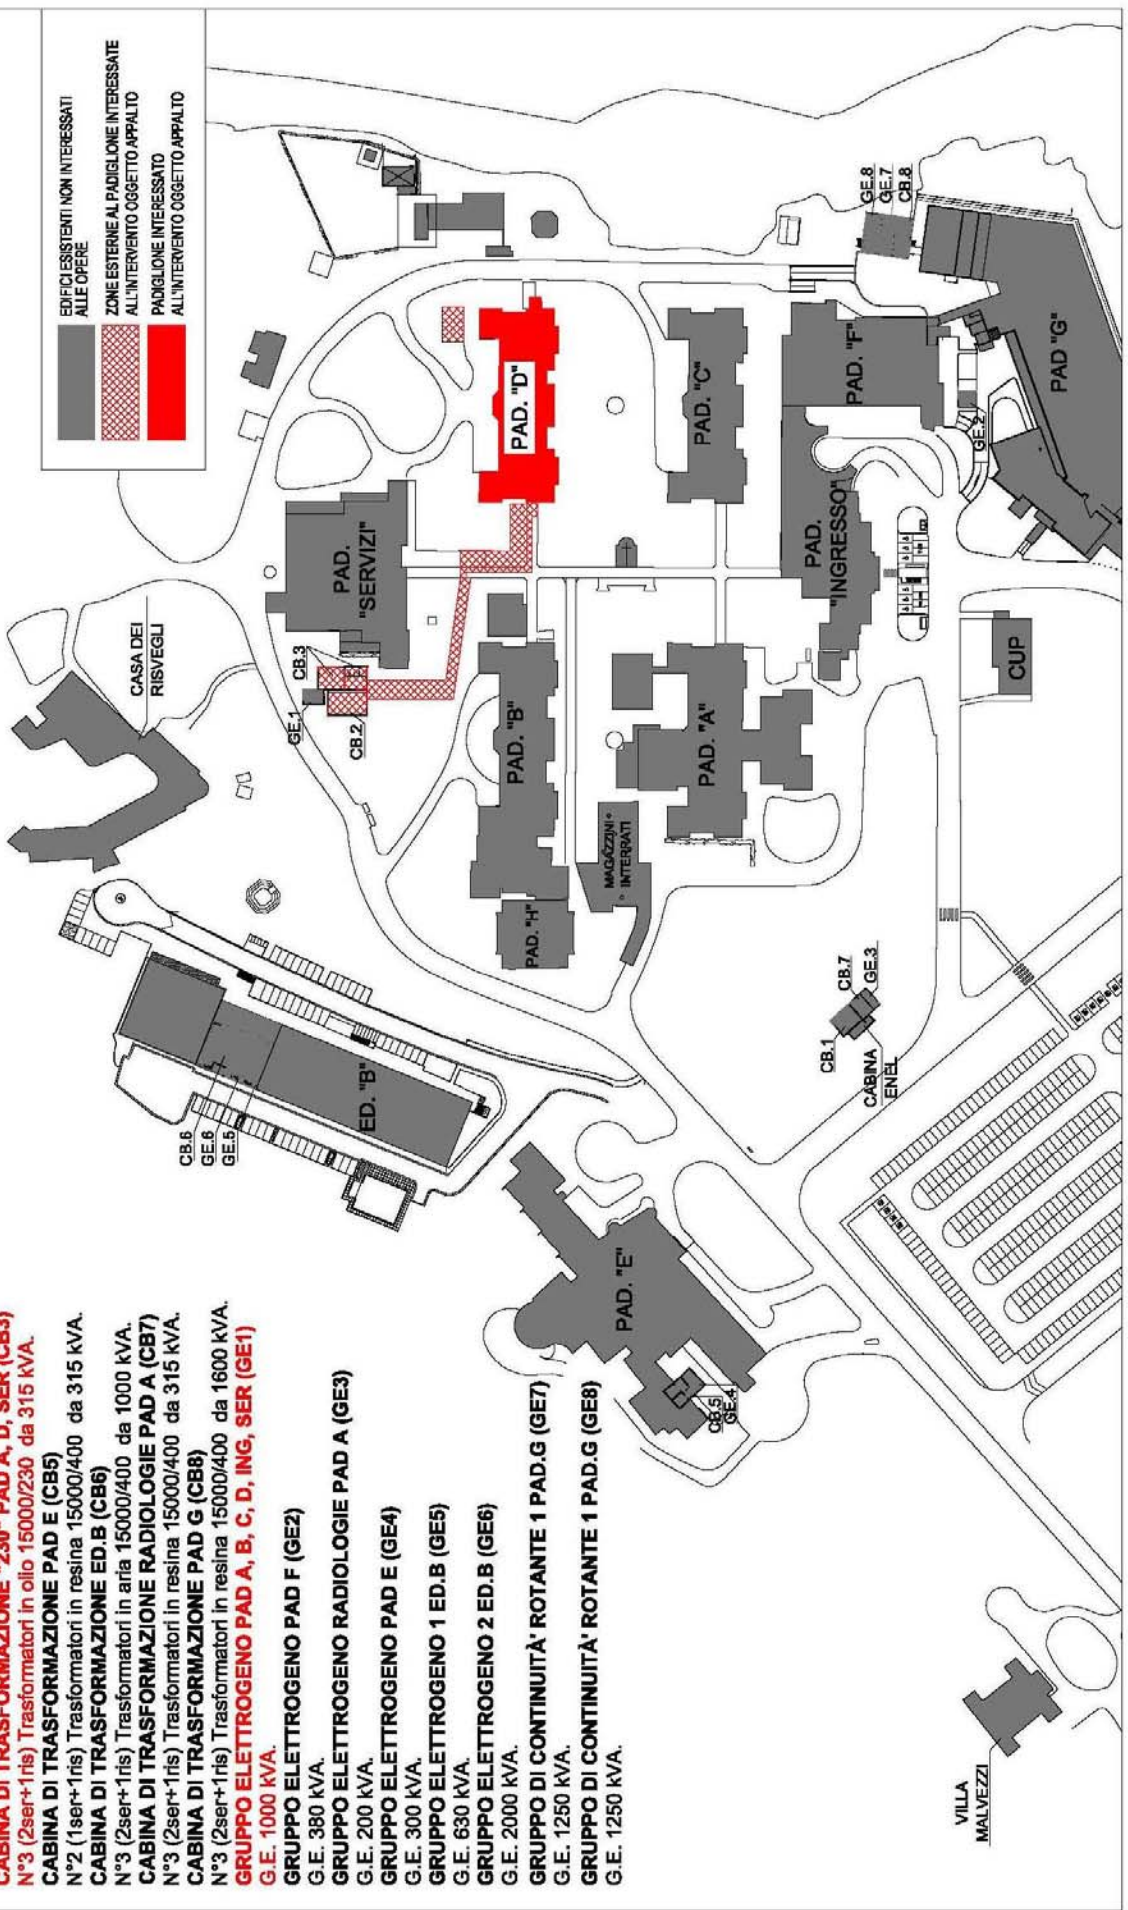 CABINA DI TRASFORMAZIONE "230" PAD A, D, SER (CB3)
N°3 (2ser+1ris) Trasformatori in olio 15000/230 da 315 kVA.
CABINA DI TRASFORMAZIONE PAD E (CB5)
N°2 (1ser+1ris) Trasformatori in resina 15000/400 da 315 kVA.
CABINA DI TRASFORMAZIONE ED.B (CB6)
N°3 (2ser+1ris) Trasformatori in aria 15000/400 da 1000 kVA.
CABINA DI TRASFORMAZIONE RADIOLOGIE PAD A (CB7)
N°3 (2ser+1ris) Trasformatori in resina 15000/400 da 315 kVA.
CABINA DI TRASFORMAZIONE PAD G (CB8)
N°3 (2ser+1ris) Trasformatori in resina 15000/400 da 1600 kVA.
GRUPPO ELETTROGENO PAD A, B, C, D, ING, SER (GE1)
G.E. 1000 kVA.
GRUPPO ELETTROGENO PAD F (GE2)
G.E. 380 kVA.
GRUPPO ELETTROGENO RADIOLOGIE PAD A (GE3)
G.E. 200 kVA.
GRUPPO ELETTROGENO PAD E (GE4)
G.E. 300 kVA.
GRUPPO ELETTROGENO 1 ED.B (GE5)
G.E. 630 kVA.
GRUPPO ELETTROGENO 2 ED.B (GE6)
G.E. 2000 kVA.
GRUPPO DI CONTINUITÀ' ROTANTE 1 PAD.G (GE7)
G.E. 1250 kVA.
GRUPPO DI CONTINUITÀ' ROTANTE 1 PAD.G (GE8)
G.E. 1250 kVA.
EDIFICI ESISTENTI NON INTERESSATI
ALLE OPERE
ZONE ESTERNE AL PADIGLIONE INTERESSATE
ALL'INTERVENTO OGGETTO APPALTO
PADIGLIONE INTERESSATO
ALL'INTERVENTO OGGETTO APPALTO
CASA DEI
RISVEGLI
CB.6
GE.6
GE.5
ED. "B"
GE.1
CB.2
CB.3
PAD.
"SERVIZI"
PAD. "D"
PAD. "B"
PAD. "H"
MAGAZZINI
INTERRATI
PAD. "A"
PAD. "C"
PAD. "E"
CB.5
GE.4
PAD.
"INGRESSO"
PAD. "F"
GE.8
GE.7
CB.8
GE.2
PAD "G"
CUP
CB.1
CB.7
GE.3
CABINA
ENEL
VILLA
MALVEZZI